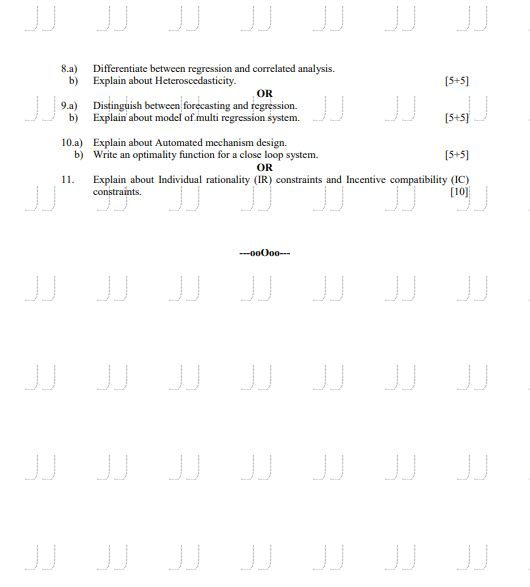 8.a) Differentiate between regression and correlated analysis.
b) Explain about Heteroscedasticity. [5+5]
OR
9.a) Distinguish between forecasting and regression.
b) Explain about model of multi regression system. [5+5]
10.a) Explain about Automated mechanism design.
b) Write an optimality function for a close loop system. [5+5]
OR
11. Explain about Individual rationality (IR) constraints and Incentive compatibility (IC)
constraints. [10]
---ooOoo---